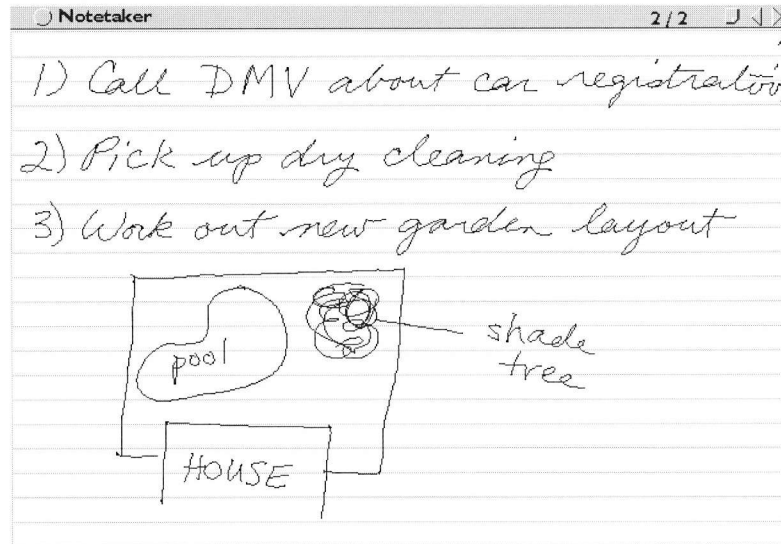 Notetaker 2/2
1) Call DMV about car registration
2) Pick up dry cleaning
3) Work out new garden layout
pool
shade
tree
HOUSE